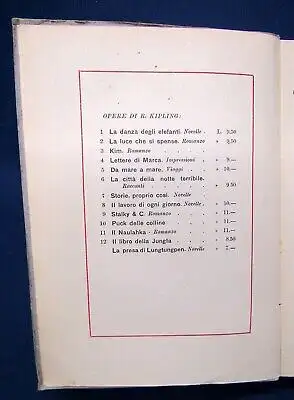 OPERE DI R. KIPLING:
1 La danza degli elefanti. Novelle . L. 9.50
2 La luce che si spense. Romanzo » 9.50
3 Kim. Romanzo . . . .
4 Lettere di Marca. Impressioni . » 9.—
5 Da mare a mare. Viaggi . . » 10.—
6 La città della notte terribile.
Racconti . . . . » 9.50
7 Storie, proprio così. Novelle
8 Il lavoro di ogni giorno. Novelle . » 10.—
9 Stalky & C. Romanzo . . » 11.—
10 Puck delle colline . . » 11.—
11 Il Naulahka - Romanzo . . » 11.—
12 Il libro della Jungla . . » 8.50
La presa di Lungtungpen. Novelle » 7.—